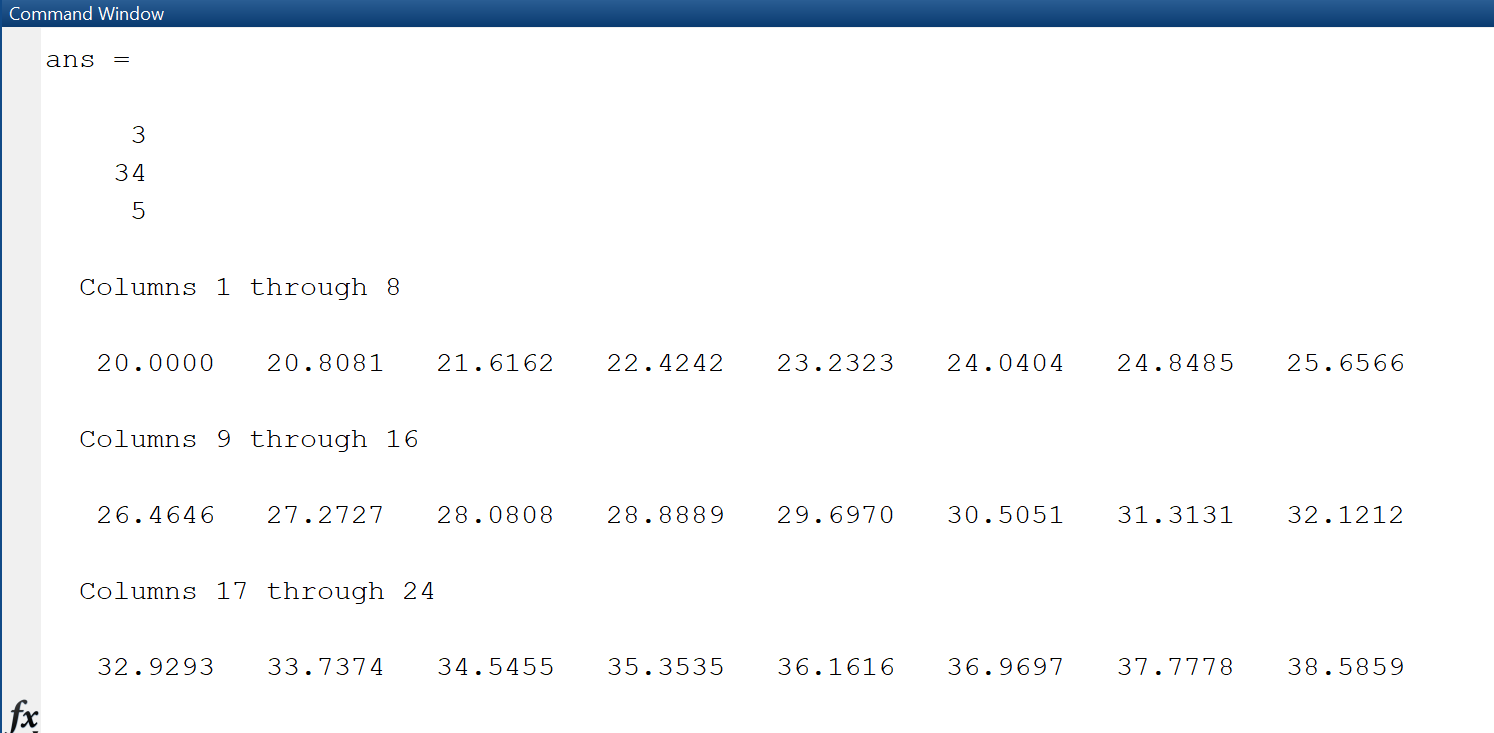 Command Window
ans =
3
34
5
Columns 1 through 8
20.0000 20.8081 21.6162 22.4242 23.2323 24.0404 24.8485 25.6566
Columns 9 through 16
26.4646 27.2727 28.0808 28.8889 29.6970 30.5051 31.3131 32.1212
Columns 17 through 24
32.9293 33.7374 34.5455 35.3535 36.1616 36.9697 37.7778 38.5859
fx